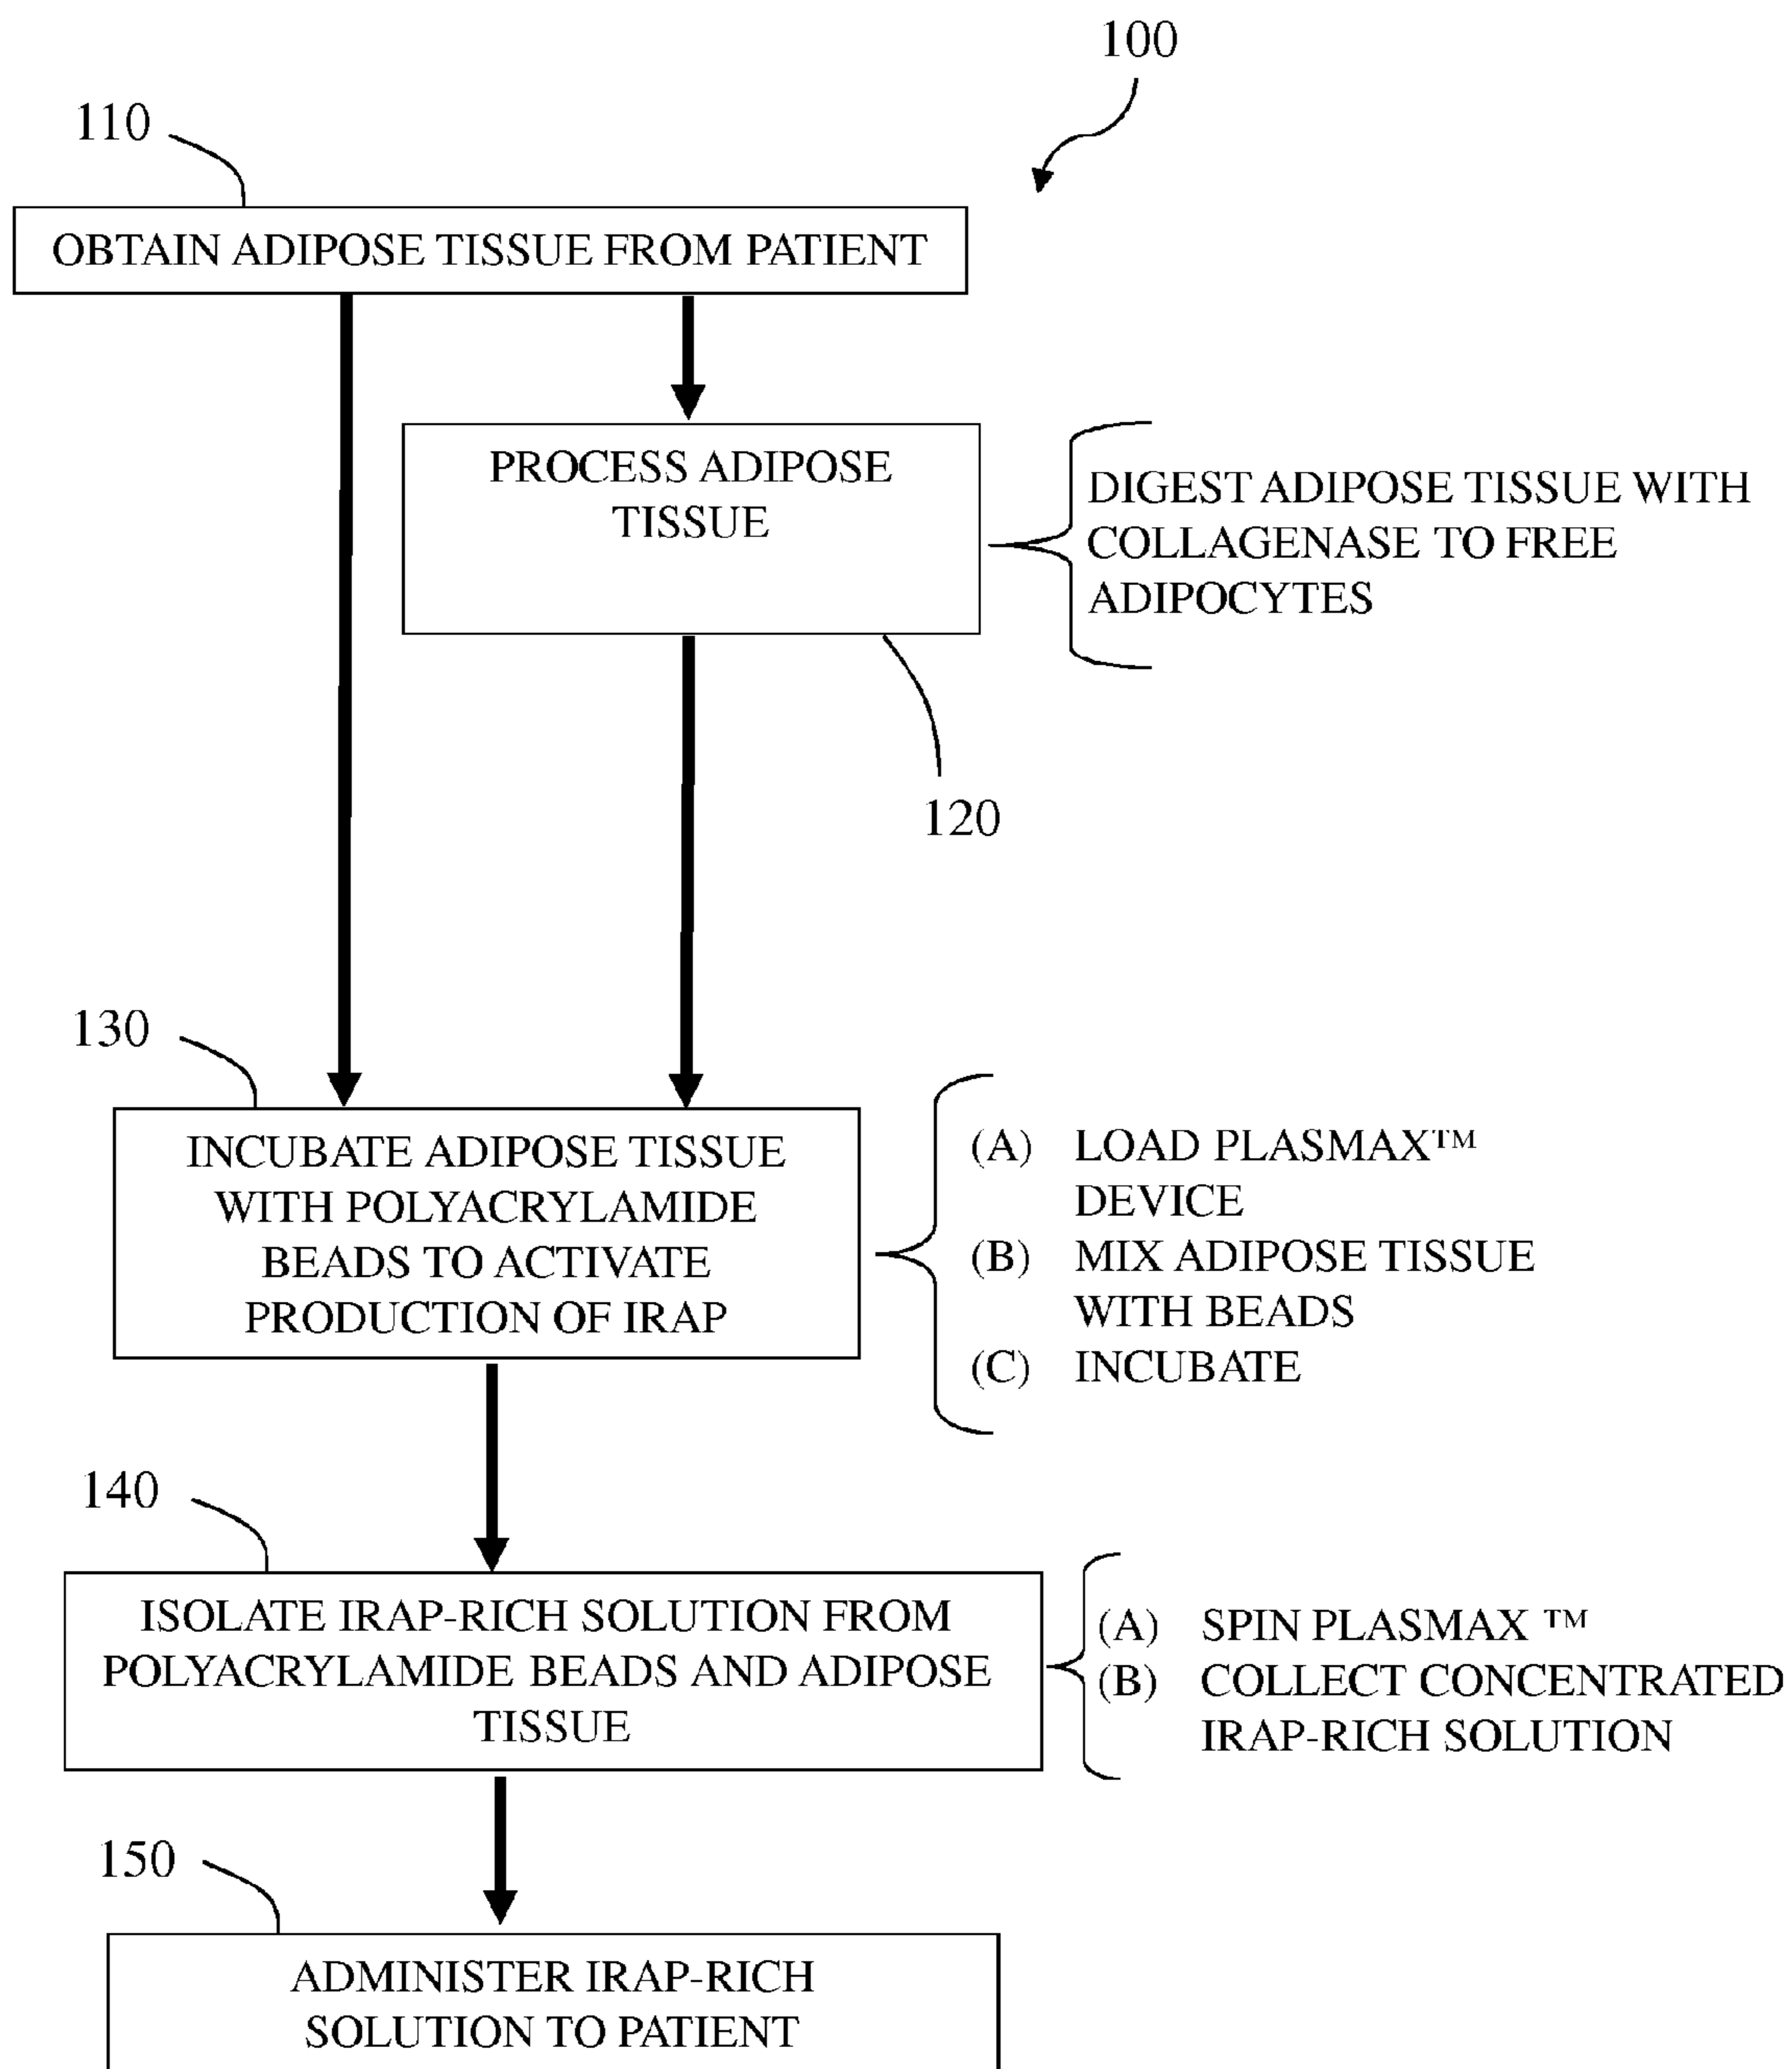 100
110
OBTAIN ADIPOSE TISSUE FROM PATIENT
PROCESS ADIPOSE
TISSUE
DIGEST ADIPOSE TISSUE WITH
COLLAGENASE TO FREE
ADIPOCYTES
120
130
INCUBATE ADIPOSE TISSUE
WITH POLYACRYLAMIDE
BEADS TO ACTIVATE
PRODUCTION OF IRAP
(A) LOAD PLASMAX™
DEVICE
(B) MIX ADIPOSE TISSUE
WITH BEADS
(C) INCUBATE
140
ISOLATE IRAP-RICH SOLUTION FROM
POLYACRYLAMIDE BEADS AND ADIPOSE
TISSUE
(A) SPIN PLASMAX ™
(B) COLLECT CONCENTRATED
IRAP-RICH SOLUTION
150
ADMINISTER IRAP-RICH
SOLUTION TO PATIENT